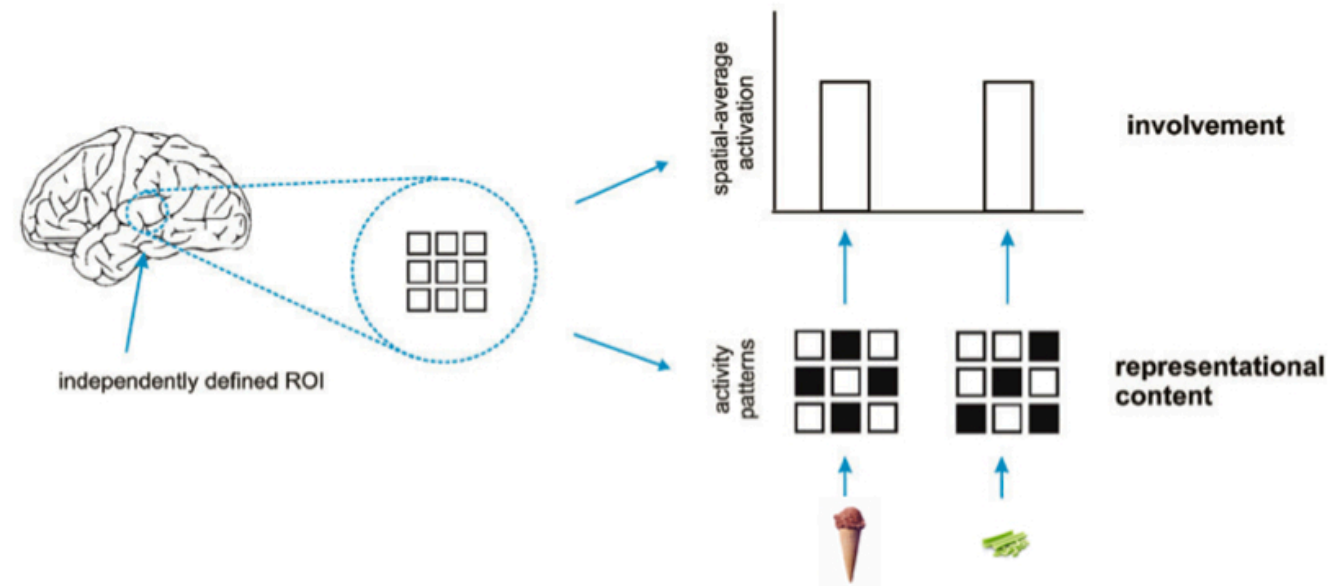 spatial-average
activation
involvement
independently defined ROI
activity
patterns
representational
content